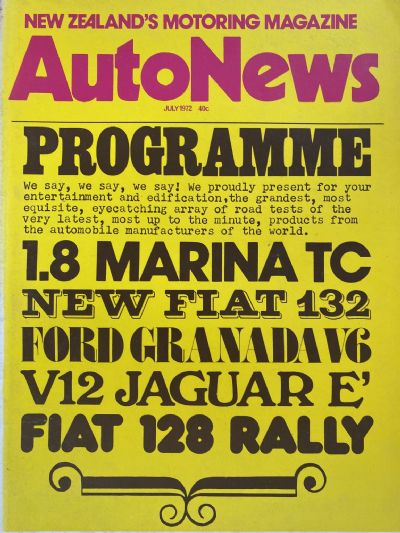 NEW ZEALAND'S MOTORING MAGAZINE
AutoNews
JULY 1972 40c
PROGRAMME
We say, we say, we say! We proudly present for your
entertainment and edification,the grandest, most
equisite, eyecatching array of road tests of the
very latest, most up to the minute, products from
the automobile manufacturers of the world.
1.8 MARINA TC
NEW FIAT 132
FORD GRANADA V6
V12 JAGUAR E'
FIAT 128 RALLY